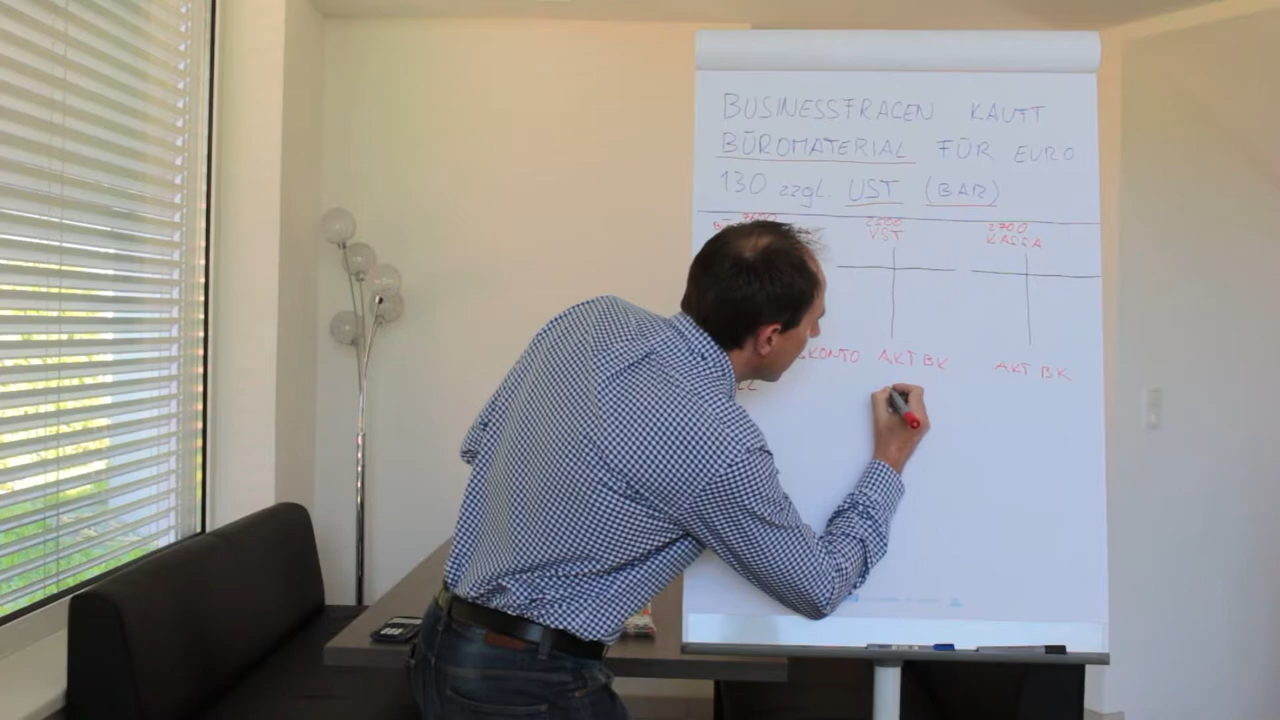 BUSINESSFRAGEN KAUFT
BÜROMATERIAL FÜR EURO
130 zzgl. UST (BAR)
2500 2700
VST KASSA
KONTO AKT BK AKT BK